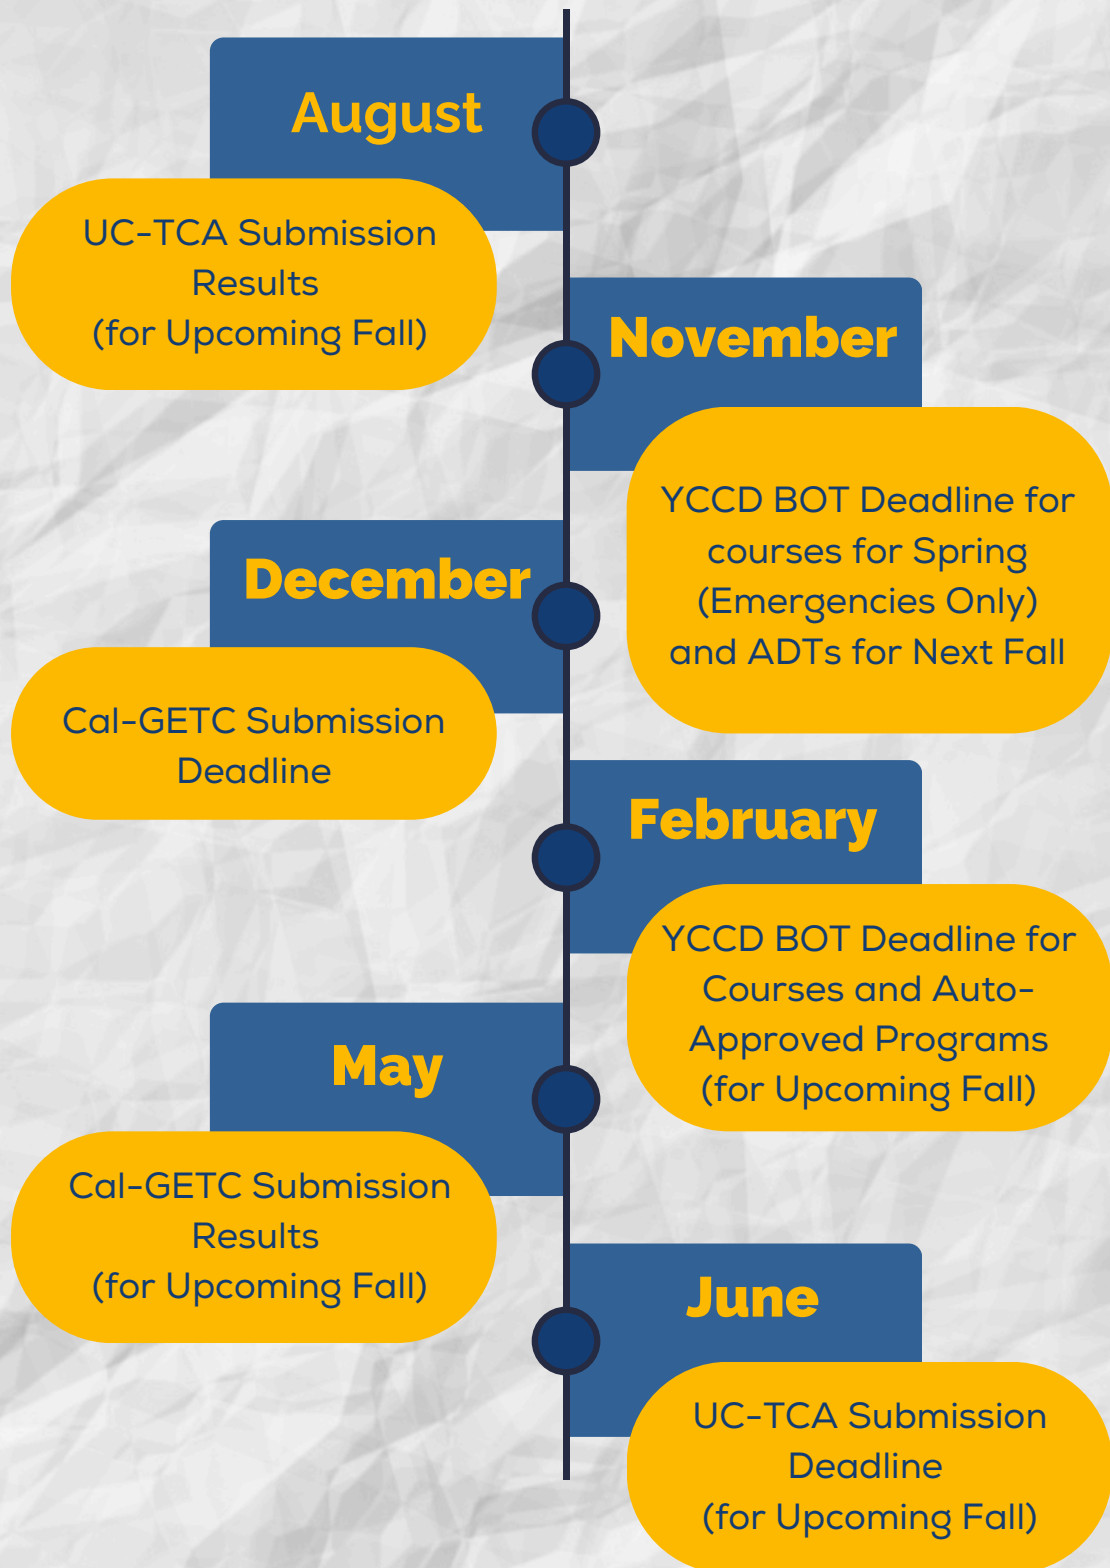 August
UC-TCA Submission
Results
(for Upcoming Fall)
November
YCCD BOT Deadline for
courses for Spring
(Emergencies Only)
and ADTs for Next Fall
December
Cal-GETC Submission
Deadline
February
YCCD BOT Deadline for
Courses and Auto-
Approved Programs
(for Upcoming Fall)
May
Cal-GETC Submission
Results
(for Upcoming Fall)
June
UC-TCA Submission
Deadline
(for Upcoming Fall)